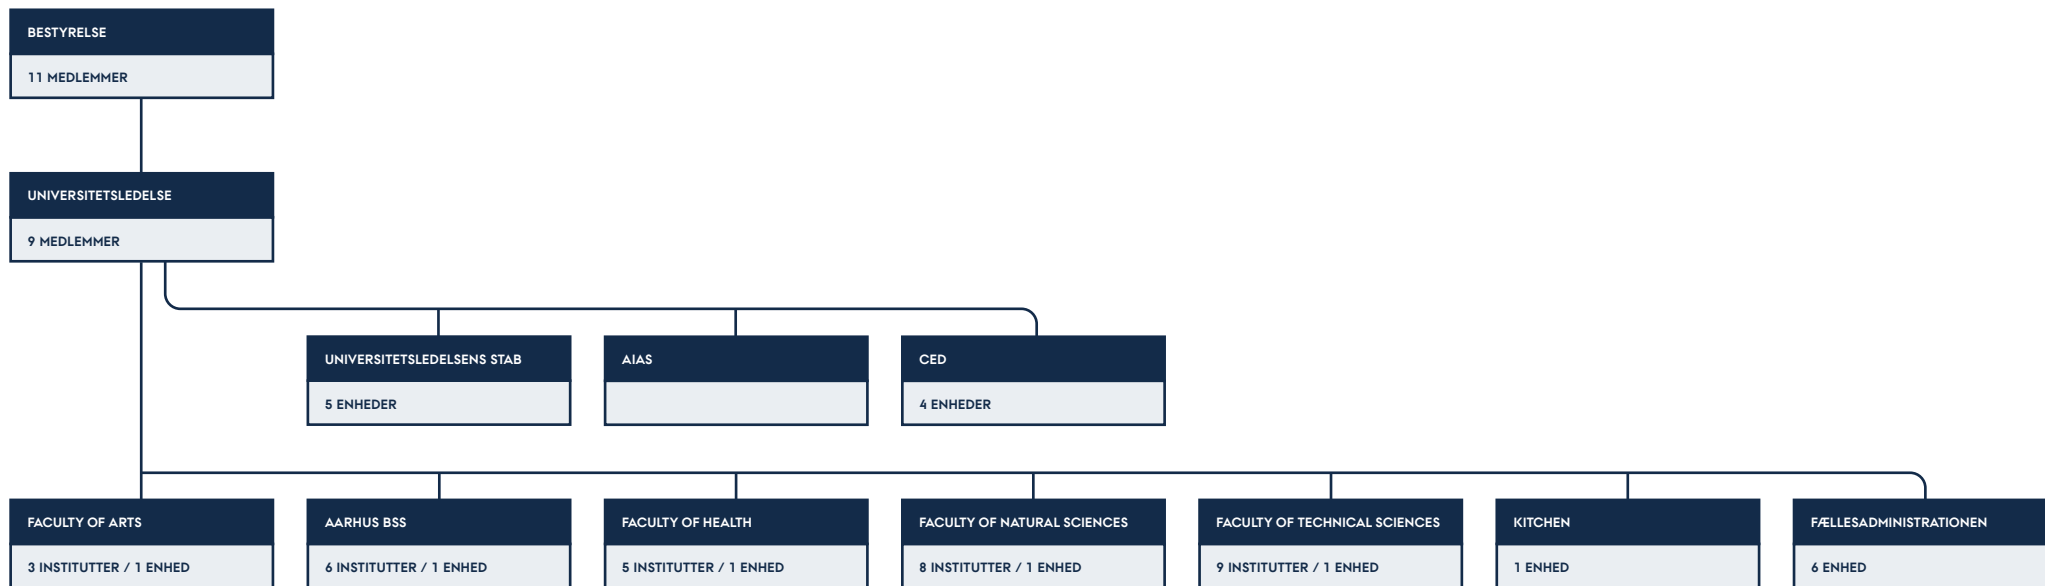 BESTYRELSE
11 MEDLEMMER
UNIVERSITETSLEDELSE
9 MEDLEMMER
UNIVERSITETSLEDELSENS STAB
5 ENHEDER
AIAS
CED
4 ENHEDER
FACULTY OF ARTS
3 INSTITUTTER / 1 ENHED
AARHUS BSS
6 INSTITUTTER / 1 ENHED
FACULTY OF HEALTH
5 INSTITUTTER / 1 ENHED
FACULTY OF NATURAL SCIENCES
8 INSTITUTTER / 1 ENHED
FACULTY OF TECHNICAL SCIENCES
9 INSTITUTTER / 1 ENHED
KITCHEN
1 ENHED
FÆLLESADMINISTRATIONEN
6 ENHED